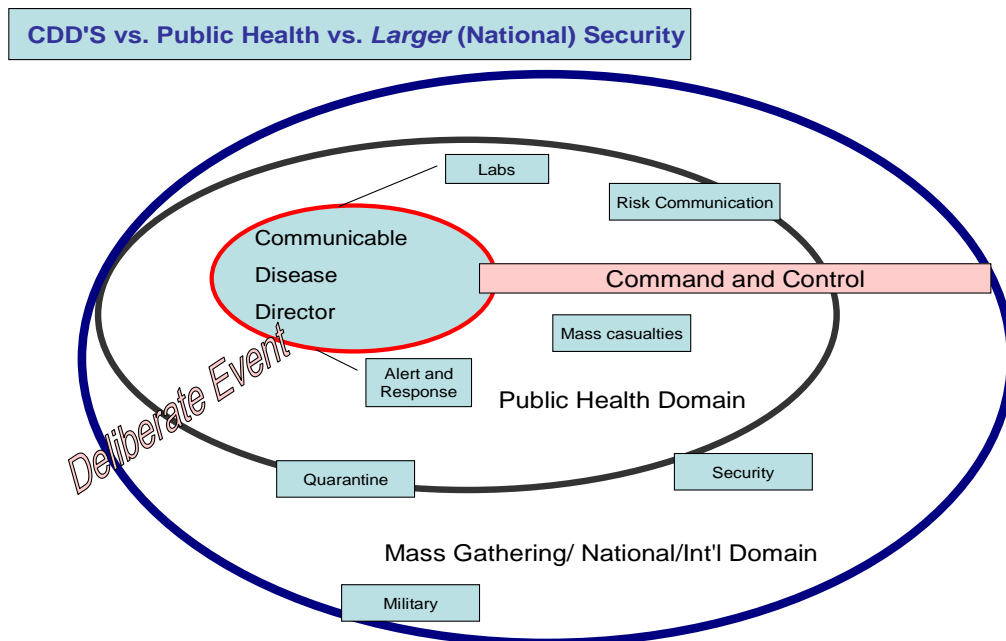 CDD'S vs. Public Health vs. Larger (National) Security
Labs
Risk Communication
Communicable
Disease
Director
Command and Control
Mass casualties
Deliberate Event
Alert and
Response
Public Health Domain
Quarantine
Security
Mass Gathering/ National/Int'l Domain
Military